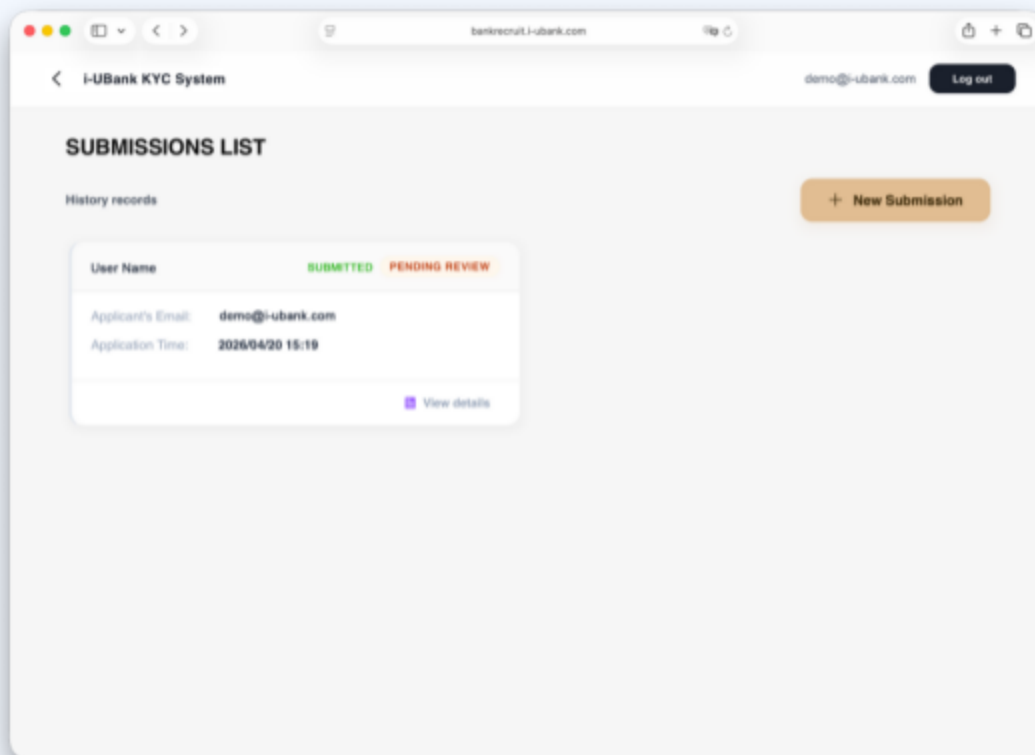 bankrecruit.i-ubank.com
i-UBank KYC System
demo@i-ubank.com
Log out
SUBMISSIONS LIST
History records
+ New Submission
User Name
SUBMITTED
PENDING REVIEW
Applicant's Email: demo@i-ubank.com
Application Time: 2026/04/20 15:19
View details